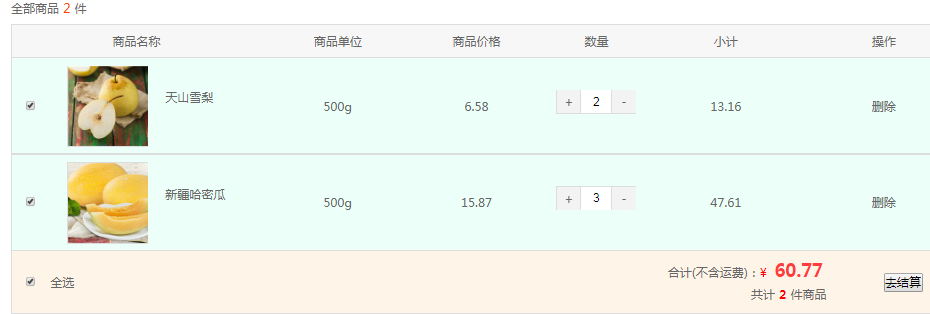 全部商品 2 件
商品名称 商品单位 商品价格 数量 小计 操作
天山雪梨 500g 6.58 + 2 - 13.16 删除
新疆哈密瓜 500g 15.87 + 3 - 47.61 删除
全选 合计(不含运费)：¥ 60.77 去结算
共计 2 件商品